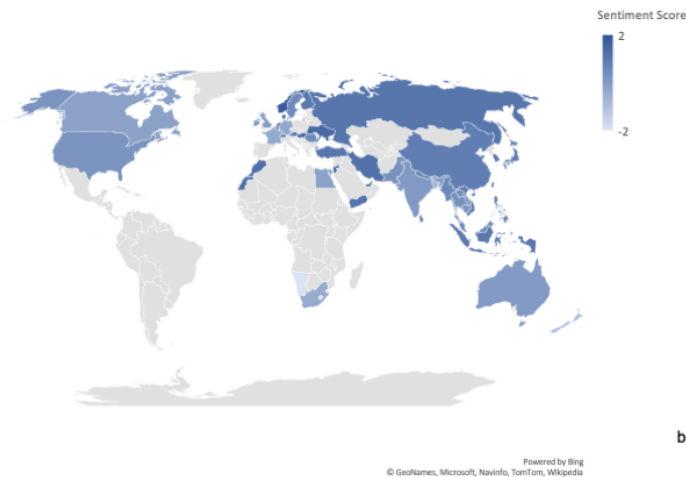 Sentiment Score
2
-2
b
Powered by Bing
© GeoNames, Microsoft, Navinfo, TomTom, Wikipedia